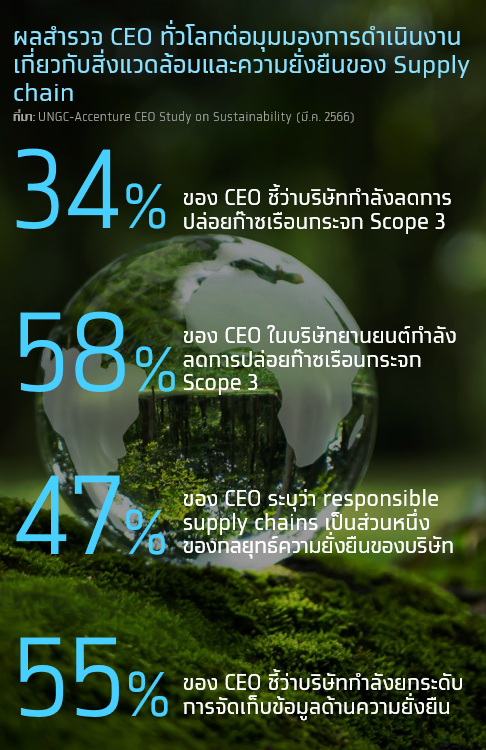 ผลสำรวจ CEO ทั่วโลกต่อมุมมองการดำเนินงาน
เกี่ยวกับสิ่งแวดล้อมและความยั่งยืนของ Supply
chain
ที่มา: UNGC-Accenture CEO Study on Sustainability (มี.ค. 2566)
34%
ของ CEO ชี้ว่าบริษัทกำลังลดการ
ปล่อยก๊าซเรือนกระจก Scope 3
58%
ของ CEO ในบริษัทยานยนต์กำลัง
ลดการปล่อยก๊าซเรือนกระจก
Scope 3
47%
ของ CEO ระบุว่า responsible
supply chains เป็นส่วนหนึ่ง
ของกลยุทธ์ความยั่งยืนของบริษัท
55%
ของ CEO ชี้ว่าบริษัทกำลังยกระดับ
การจัดเก็บข้อมูลด้านความยั่งยืน